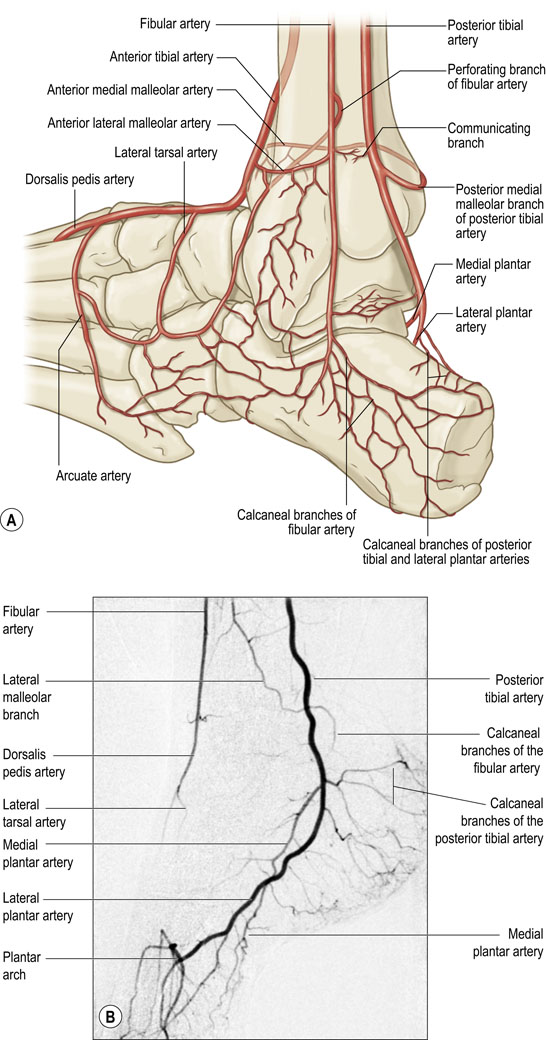 Fibular artery
Anterior tibial artery
Anterior medial malleolar artery
Anterior lateral malleolar artery
Lateral tarsal artery
Dorsalis pedis artery
Posterior tibial
artery
Perforating branch
of fibular artery
Communicating
branch
Posterior medial
malleolar branch
of posterior tibial
artery
Medial plantar
artery
Lateral plantar
artery
Arcuate artery
Calcaneal branches of
fibular artery
Calcaneal branches of posterior
tibial and lateral plantar arteries
A
Fibular
artery
Lateral
malleolar
branch
Dorsalis
pedis artery
Lateral
tarsal artery
Medial
plantar artery
Lateral
plantar artery
Plantar
arch
Posterior
tibial artery
Calcaneal
branches of the
fibular artery
Calcaneal
branches of the
posterior tibial artery
Medial
plantar artery
B